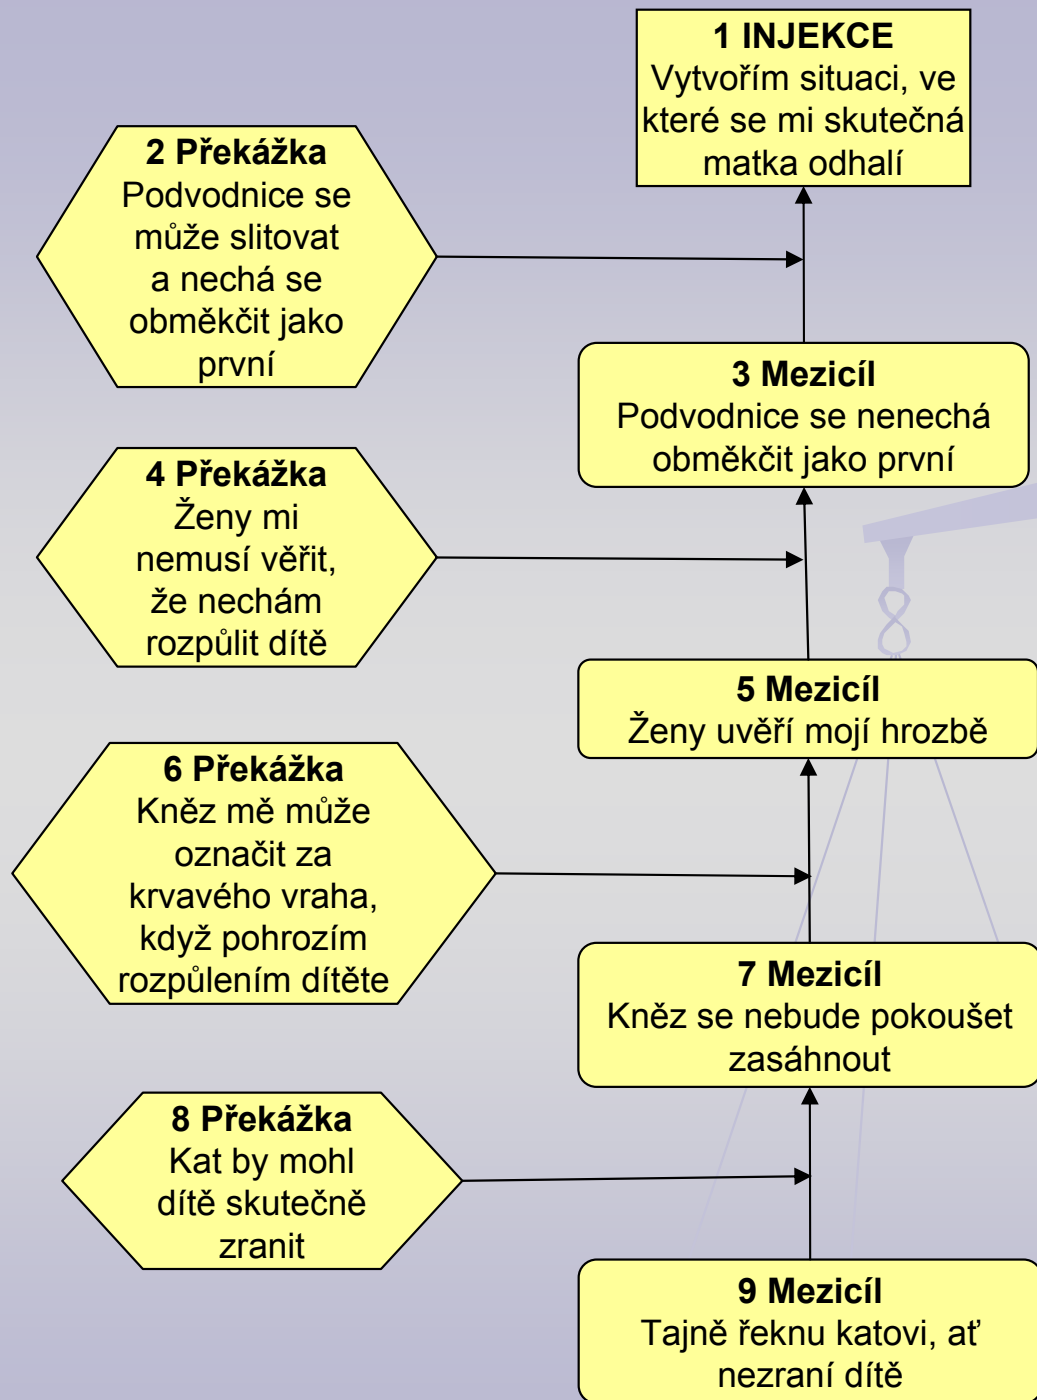 1 INJEKCE
Vytvořím situaci, ve
které se mi skutečná
matka odhalí
2 Překážka
Podvodnice se
může slitovat
a nechá se
obměkčit jako
první
3 Mezicíl
Podvodnice se nenechá
obměkčit jako první
4 Překážka
Ženy mi
nemusí věřit,
že nechám
rozpůlit dítě
5 Mezicíl
Ženy uvěří mojí hrozbě
6 Překážka
Kněz mě může
označit za
krvavého vraha,
když pohrozím
rozpůlením dítěte
7 Mezicíl
Kněz se nebude pokoušet
zasáhnout
8 Překážka
Kat by mohl
dítě skutečně
zranit
9 Mezicíl
Tajně řeknu katovi, ať
nezraní dítě